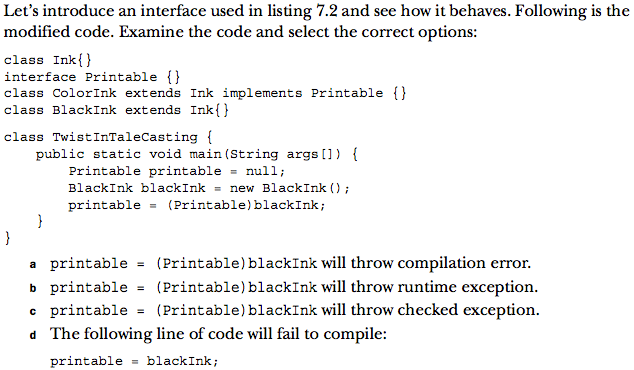 Let's introduce an interface used in listing 7.2 and see how it behaves. Following is the
modified code. Examine the code and select the correct options:
class Ink{}
interface Printable {}
class ColorInk extends Ink implements Printable {}
class BlackInk extends Ink{}
class TwistInTaleCasting {
    public static void main(String args[]) {
        Printable printable = null;
        BlackInk blackInk = new BlackInk();
        printable = (Printable)blackInk;
    }
}
a printable = (Printable)blackInk will throw compilation error.
b printable = (Printable)blackInk will throw runtime exception.
c printable = (Printable)blackInk will throw checked exception.
d The following line of code will fail to compile:
printable = blackInk;